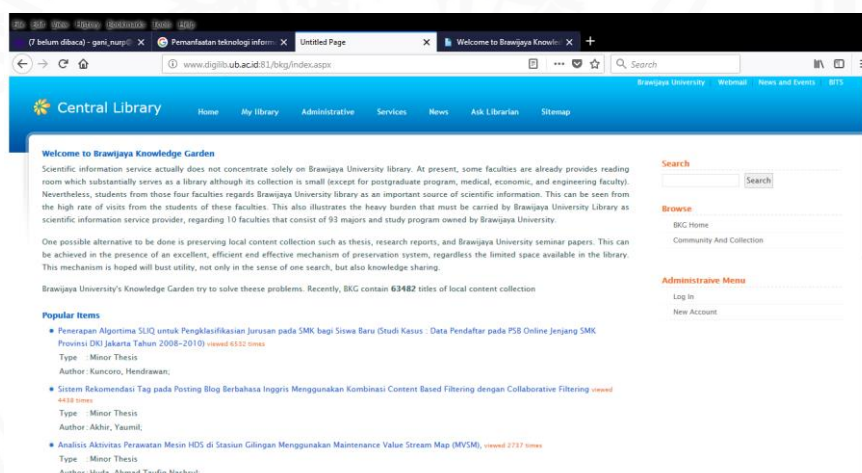 File Edit View History Bookmarks Tools Help
(7 belum dibaca) - gani_nurp@ X Pemanfaatan teknologi inform X Untitled Page X Welcome to Brawijaya Knowle X +
www.digilib.ub.ac.id:81/bkg/index.aspx Search
Brawijaya University Webmail News and Events BITS
Central Library Home My library Administrative Services News Ask Librarian Sitemap
Welcome to Brawijaya Knowledge Garden
Scientific information service actually does not concentrate solely on Brawijaya University library. At present, some faculties are already provides reading
room which substantially serves as a library although its collection is small (except for postgraduate program, medical, economic, and engineering faculty).
Nevertheless, students from those four faculties regards Brawijaya University library as an important source of scientific information. This can be seen from
the high rate of visits from the students of these faculties. This also illustrates the heavy burden that must be carried by Brawijaya University Library as
scientific information service provider, regarding 10 faculties that consist of 93 majors and study program owned by Brawijaya University.
One possible alternative to be done is preserving local content collection such as thesis, research reports, and Brawijaya University seminar papers. This can
be achieved in the presence of an excellent, efficient end effective mechanism of preservation system, regardless the limited space available in the library.
This mechanism is hoped will bust utility, not only in the sense of one search, but also knowledge sharing.
Brawijaya University's Knowledge Garden try to solve theese problems. Recently, BKG contain 63482 titles of local content collection
Popular Items
Penerapan Algortima SLIQ untuk Pengklasifikasian Jurusan pada SMK bagi Siswa Baru (Studi Kasus : Data Pendaftar pada PSB Online Jenjang SMK
Provinsi DKI Jakarta Tahun 2008-2010) viewed 6532 times
Type : Minor Thesis
Author : Kuncoro, Hendrawan;
Sistem Rekomendasi Tag pada Posting Blog Berbahasa Inggris Menggunakan Kombinasi Content Based Filtering dengan Collaborative Filtering viewed
4438 times
Type : Minor Thesis
Author : Akhir, Yaumil;
Analisis Aktivitas Perawatan Mesin HDS di Stasiun Gilingan Menggunakan Maintenance Value Stream Map (MVSM), viewed 2737 times
Type : Minor Thesis
Author : Huda, Ahmad Taufiq Nashrul;
Search
Search
Browse
BKG Home
Community And Collection
Administraive Menu
Log In
New Account